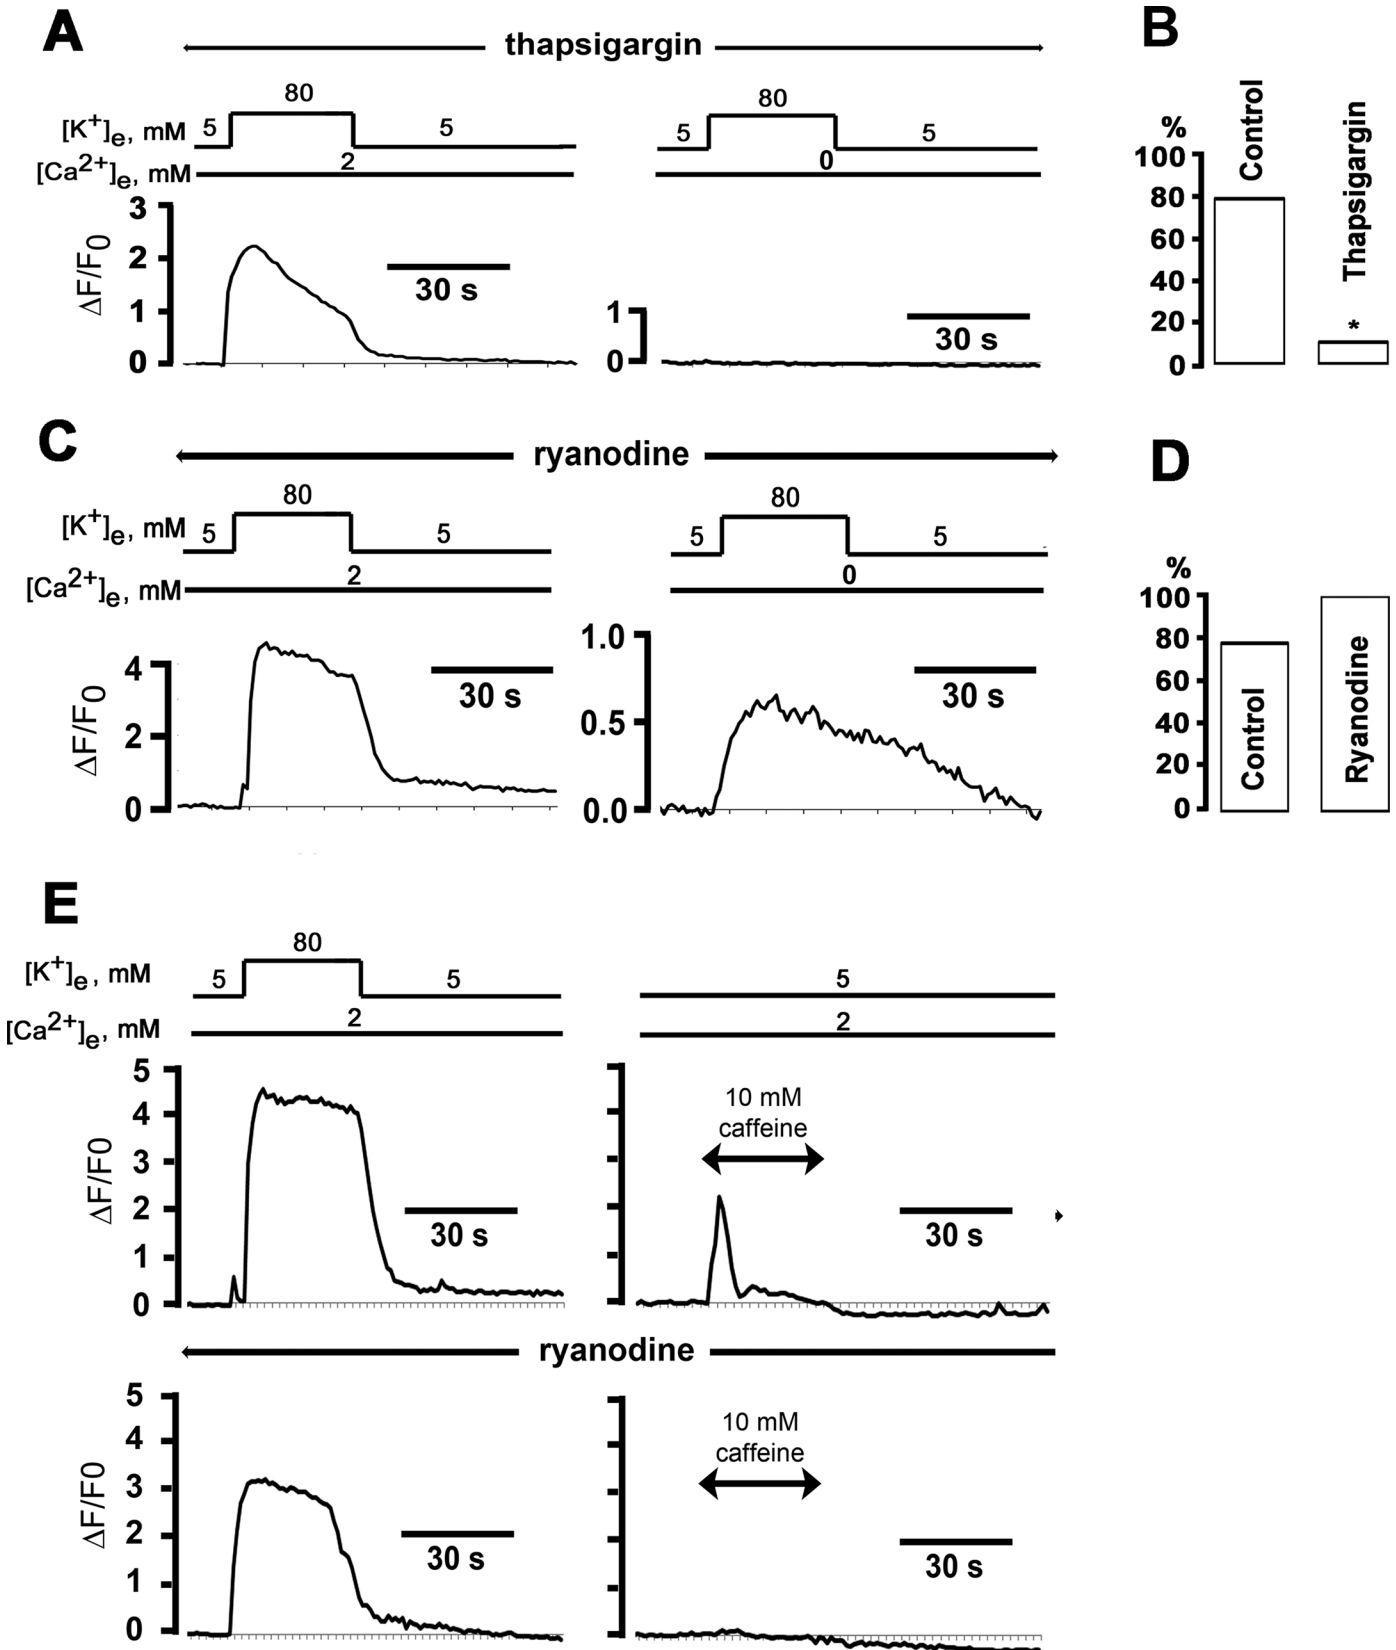 A
thapsigargin
[K+]e, mM
5
80
5
5
80
5
[Ca2+]e, mM
2
0
ΔF/F0
3
2
1
0
30 s
1
0
30 s
B
%
100
80
60
40
20
0
Control
Thapsigargin
*
C
ryanodine
[K+]e, mM
5
80
5
5
80
5
[Ca2+]e, mM
2
0
ΔF/F0
4
2
0
30 s
1.0
0.5
0.0
30 s
D
%
100
80
60
40
20
0
Control
Ryanodine
E
[K+]e, mM
5
80
5
5
[Ca2+]e, mM
2
2
ΔF/F0
5
4
3
2
1
0
30 s
10 mM
caffeine
30 s
ryanodine
ΔF/F0
5
4
3
2
1
0
30 s
10 mM
caffeine
30 s